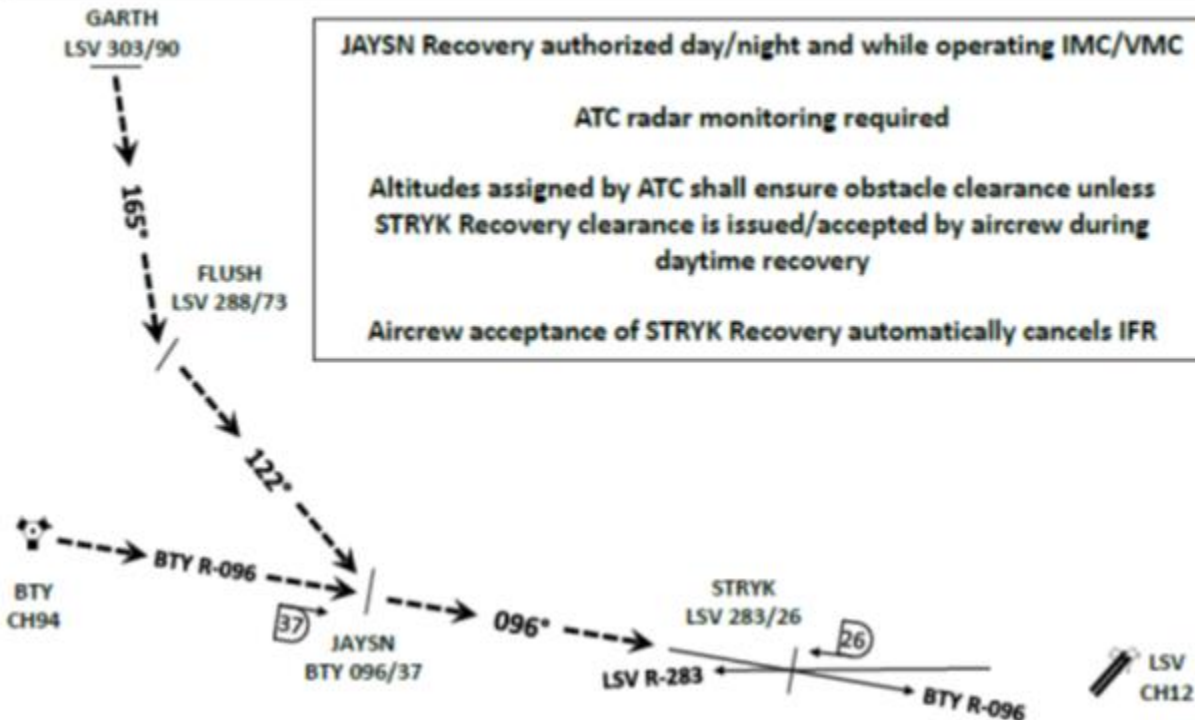 GARTH
LSV 303/90
JAYSN Recovery authorized day/night and while operating IMC/VMC
ATC radar monitoring required
Altitudes assigned by ATC shall ensure obstacle clearance unless
STRYK Recovery clearance is issued/accepted by aircrew during
daytime recovery
Aircrew acceptance of STRYK Recovery automatically cancels IFR
165°
FLUSH
LSV 288/73
122°
BTY
CH94
BTY R-096
37
JAYSN
BTY 096/37
096°
STRYK
LSV 283/26
26
LSV R-283
BTY R-096
LSV
CH12